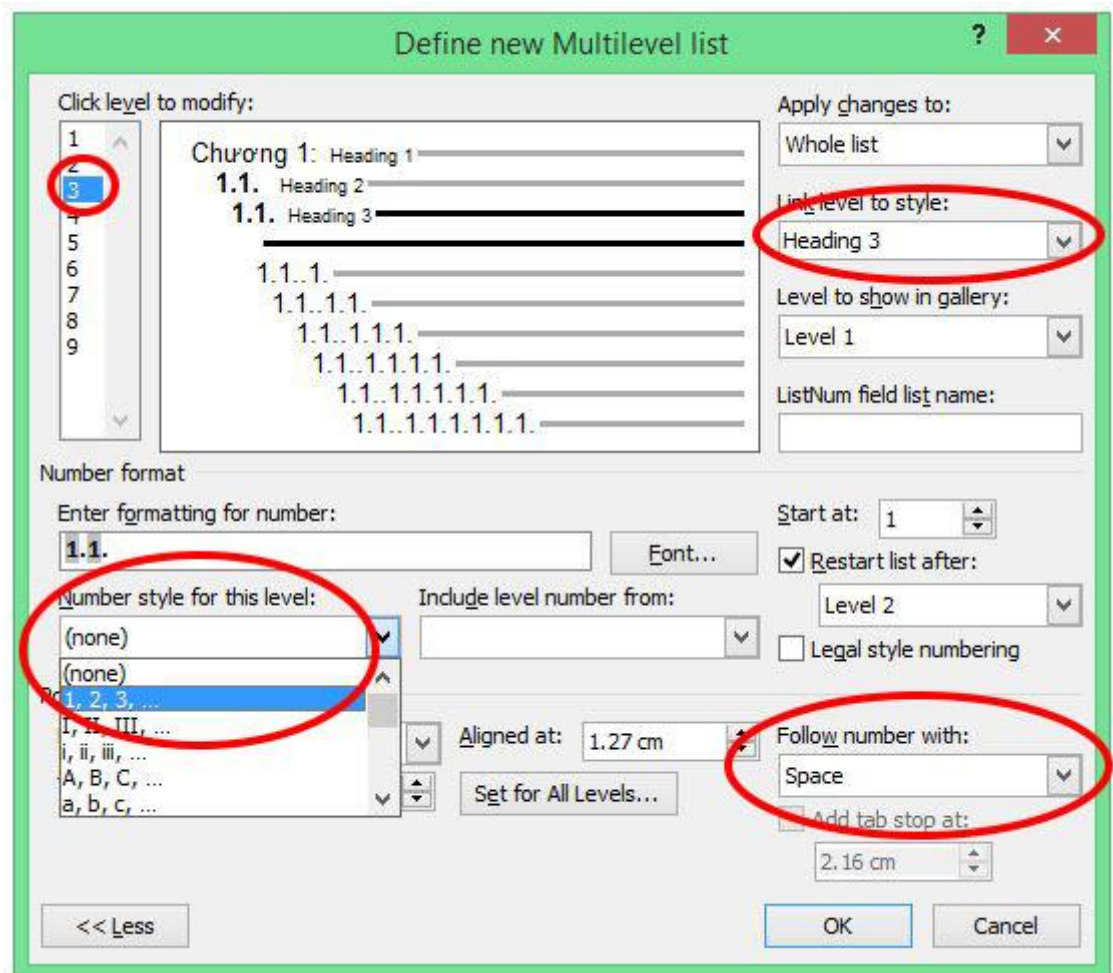 Define new Multilevel list
?
×
Click level to modify:
1
2
3
4
5
6
7
8
9
Chương 1: Heading 1
1.1. Heading 2
1.1. Heading 3
1.1..1.
1.1..1.1.
1.1..1.1.1.
1.1..1.1.1.1.
1.1..1.1.1.1.1.
1.1..1.1.1.1.1.1.
Apply changes to:
Whole list
Link level to style:
Heading 3
Level to show in gallery:
Level 1
ListNum field list name:
Number format
Enter formatting for number:
1.1.
Font...
Start at: 1
Restart list after:
Level 2
Legal style numbering
Number style for this level:
(none)
Include level number from:
(none)
1, 2, 3, ...
I, II, III, ...
i, ii, iii, ...
A, B, C, ...
a, b, c, ...
Aligned at: 1.27 cm
Set for All Levels...
Follow number with:
Space
Add tab stop at:
2.16 cm
<< Less
OK
Cancel